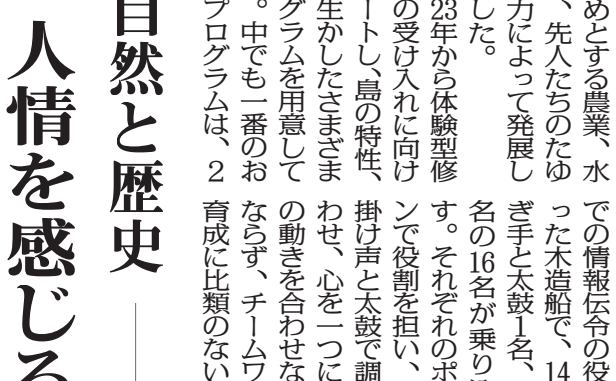 めとする農業、水
、先人たちのたゆ
力によって発展し
した。
23年から体験型修
の受け入れに向け
ートし、島の特性、
生かしたさまざま
グラムを用意して
。中でも一番のお
プログラムは、2
での情報伝令の役
った木造船で、14
ぎ手と太鼓1名、
名の16名が乗り
す。それぞれのポ
ンで役割を担い、
掛け声と太鼓で調
わせ、心を一つに
の動きを合わせな
ならず、チームワ
育成に比類のない
自然と歴史
人情を感じる